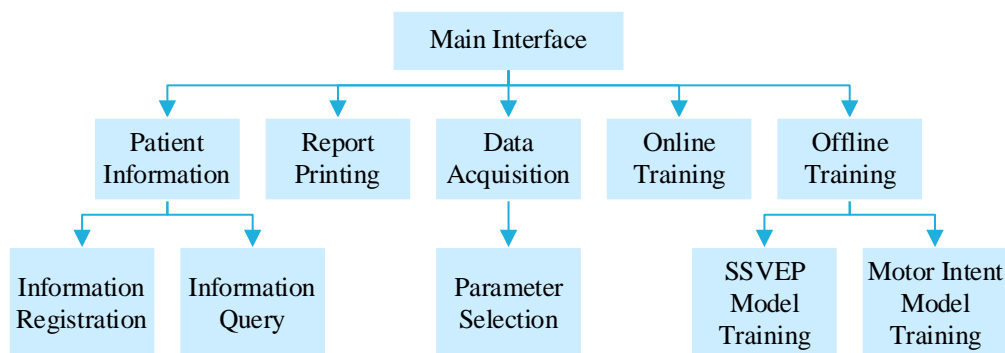 Main Interface
Patient
Information
Report
Printing
Data
Acquisition
Online
Training
Offline
Training
Information
Registration
Information
Query
Parameter
Selection
SSVEP
Model
Training
Motor Intent
Model
Training